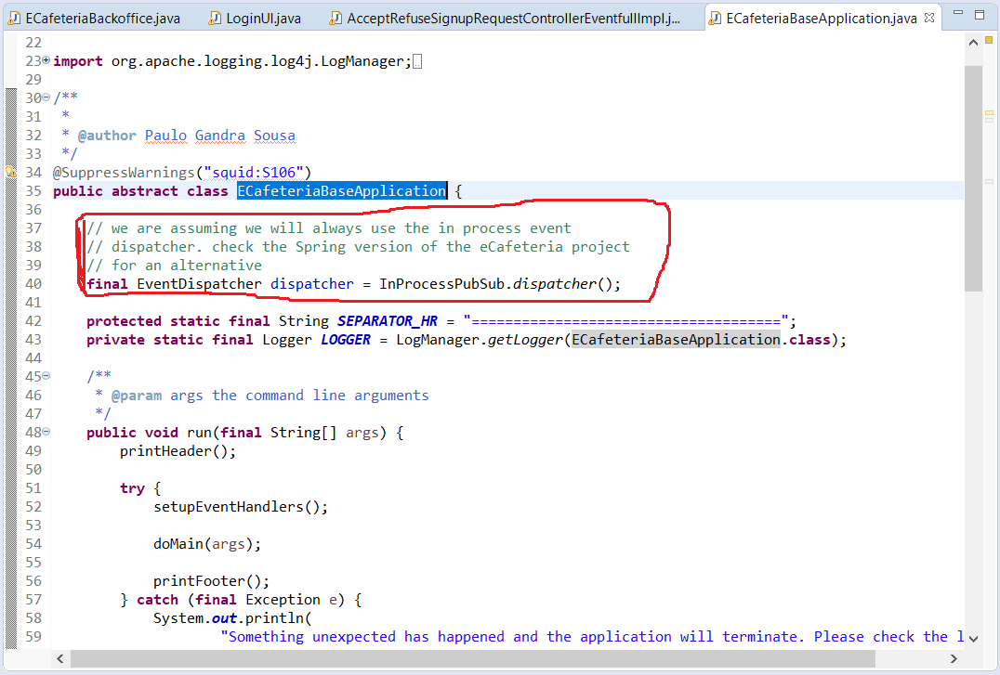 ECafeteriaBackoffice.java LoginUI.java AcceptRefuseSignupRequestControllerEventfullImpl.j... ECafeteriaBaseApplication.java
22
23 import org.apache.logging.log4j.LogManager;
29
30 /**
31 *
32 * @author Paulo Gandra Sousa
33 */
34 @SuppressWarnings("squid:S106")
35 public abstract class ECafeteriaBaseApplication {
36
37 // we are assuming we will always use the in process event
38 // dispatcher. check the Spring version of the eCafeteria project
39 // for an alternative
40 final EventDispatcher dispatcher = InProcessPubSub.dispatcher();
41
42 protected static final String SEPARATOR_HR = "=====================================";
43 private static final Logger LOGGER = LogManager.getLogger(ECafeteriaBaseApplication.class);
44
45 /**
46 * @param args the command line arguments
47 */
48 public void run(final String[] args) {
49 printHeader();
50
51 try {
52 setupEventHandlers();
53
54 doMain(args);
55
56 printFooter();
57 } catch (final Exception e) {
58 System.out.println(
59 "Something unexpected has happened and the application will terminate. Please check the l